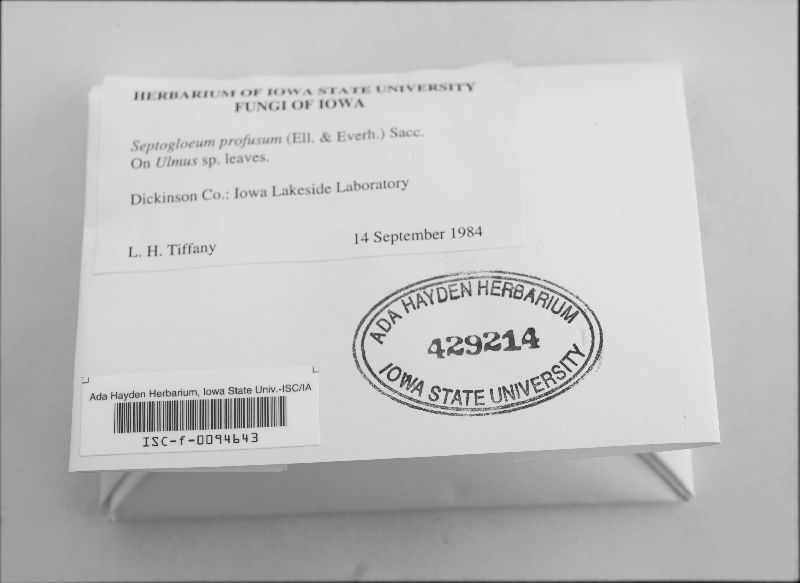 HERBARIUM OF IOWA STATE UNIVERSITY
FUNGI OF IOWA
Septogloeum profusum (Ell. & Everh.) Sacc.
On Ulmus sp. leaves.
Dickinson Co.: Iowa Lakeside Laboratory
L. H. Tiffany 14 September 1984
ADA HAYDEN HERBARIUM
429214
IOWA STATE UNIVERSITY
Ada Hayden Herbarium, Iowa State Univ.-ISC/IA
ISC-f-0094643